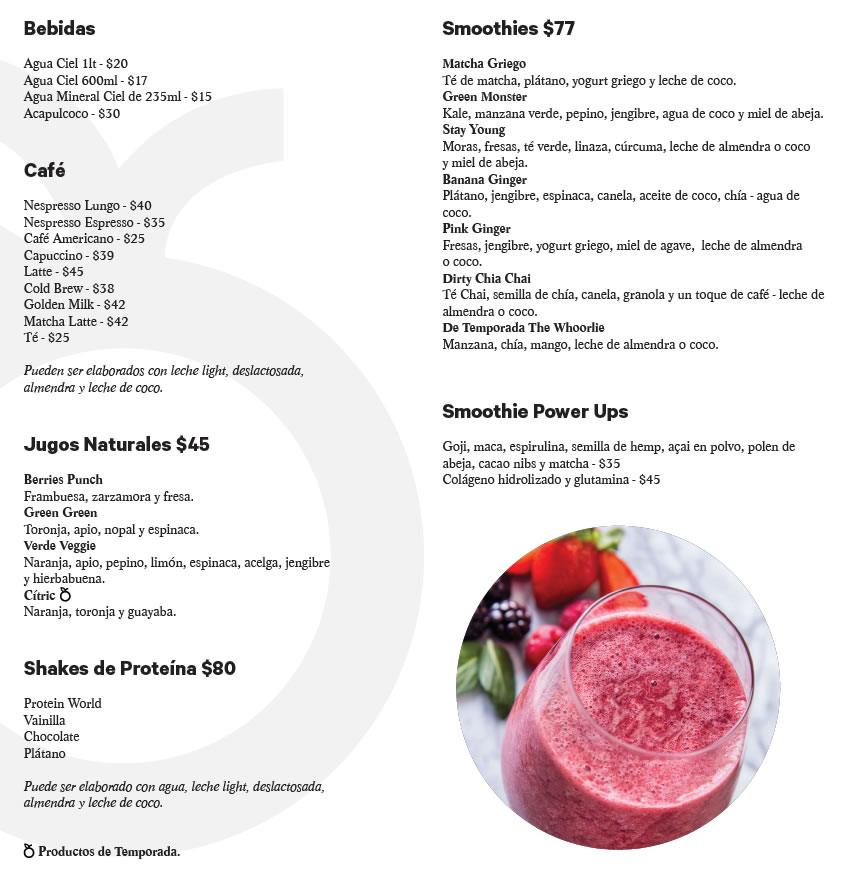 Bebidas
Agua Ciel 1lt - $20
Agua Ciel 600ml - $17
Agua Mineral Ciel de 235ml - $15
Acapulcoco - $30
Café
Nespresso Lungo - $40
Nespresso Espresso - $35
Café Americano - $25
Capuccino - $39
Latte - $45
Cold Brew - $38
Golden Milk - $42
Matcha Latte - $42
Té - $25
Pueden ser elaborados con leche light, deslactosada,
almendra y leche de coco.
Jugos Naturales $45
Berries Punch
Frambuesa, zarzamora y fresa.
Green Green
Toronja, apio, nopal y espinaca.
Verde Veggie
Naranja, apio, pepino, limón, espinaca, acelga, jengibre
y hierbabuena.
Cítric
Naranja, toronja y guayaba.
Shakes de Proteína $80
Protein World
Vainilla
Chocolate
Plátano
Puede ser elaborado con agua, leche light, deslactosada,
almendra y leche de coco.
Productos de Temporada.
Smoothies $77
Matcha Griego
Té de matcha, plátano, yogurt griego y leche de coco.
Green Monster
Kale, manzana verde, pepino, jengibre, agua de coco y miel de abeja.
Stay Young
Moras, fresas, té verde, linaza, cúrcuma, leche de almendra o coco
y miel de abeja.
Banana Ginger
Plátano, jengibre, espinaca, canela, aceite de coco, chía - agua de
coco.
Pink Ginger
Fresas, jengibre, yogurt griego, miel de agave, leche de almendra
o coco.
Dirty Chia Chai
Té Chai, semilla de chía, canela, granola y un toque de café - leche de
almendra o coco.
De Temporada The Whoorlie
Manzana, chía, mango, leche de almendra o coco.
Smoothie Power Ups
Goji, maca, espirulina, semilla de hemp, açai en polvo, polen de
abeja, cacao nibs y matcha - $35
Colágeno hidrolizado y glutamina - $45